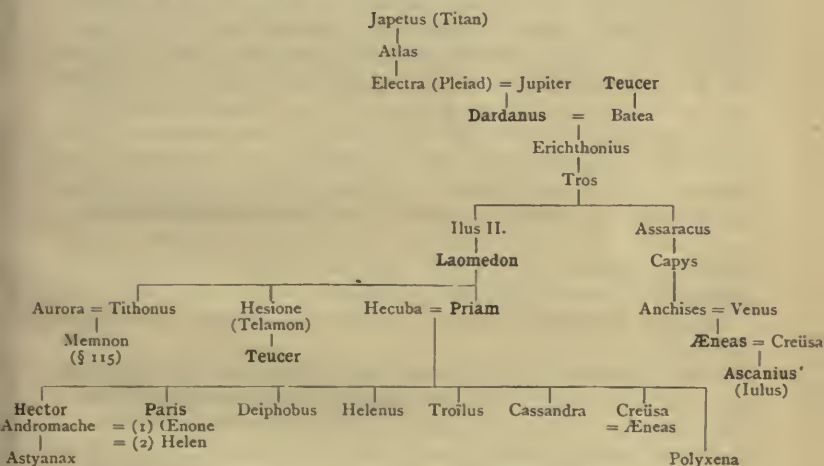 Japetus (Titan)
Atlas
Electra (Pleiad) = Jupiter Teucer
Dardanus = Batea
Erichthonius
Tros
Ilus II. Assaracus
Laomedon Capys
Aurora = Tithonus Hesione Hecuba = Priam Anchises = Venus
(Telamon)
Memnon Æneas = Creüsa
(§ 115) Teucer
Ascanius
(Iulus)
Hector Paris Deiphobus Helenus Troïlus Cassandra Creüsa
Andromache = (1) Œnone = Æneas
= (2) Helen
Astyanax Polyxena